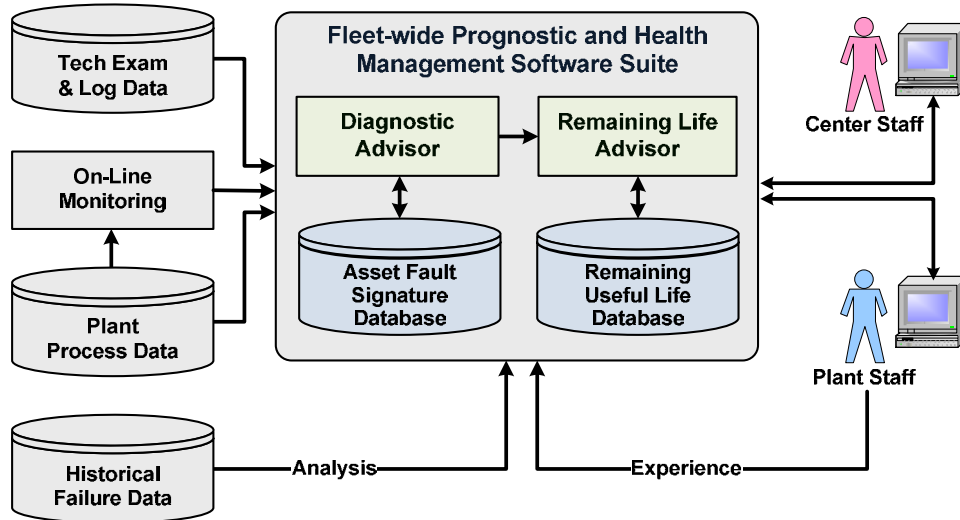 Tech Exam
& Log Data
On-Line
Monitoring
Plant
Process Data
Historical
Failure Data
Fleet-wide Prognostic and Health
Management Software Suite
Diagnostic
Advisor
Remaining Life
Advisor
Asset Fault
Signature
Database
Remaining
Useful Life
Database
Center Staff
Plant Staff
Analysis
Experience